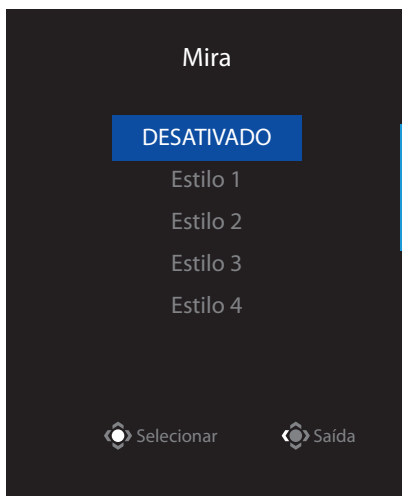 Mira
DESATIVADO
Estilo 1
Estilo 2
Estilo 3
Estilo 4
Selecionar Saída